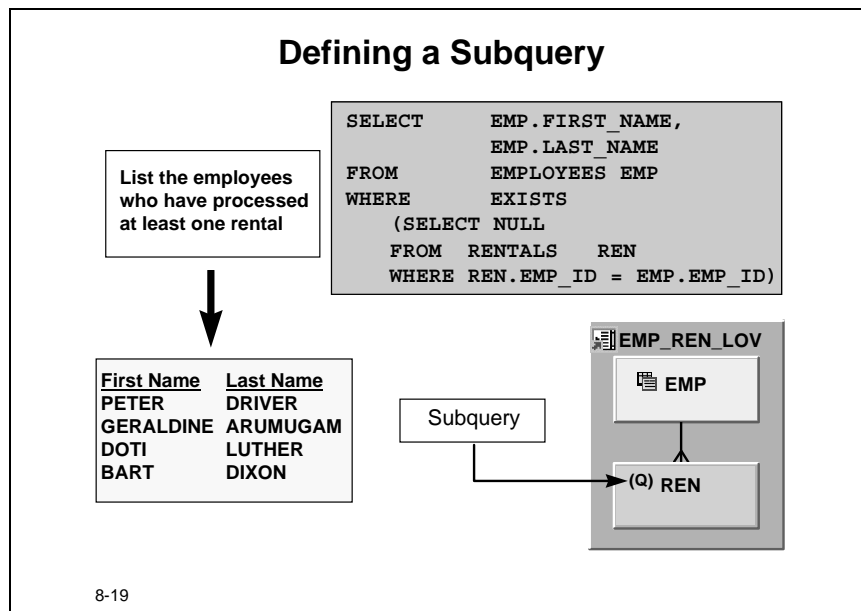 Defining a Subquery
SELECT EMP.FIRST_NAME,
EMP.LAST_NAME
FROM EMPLOYEES EMP
WHERE EXISTS
(SELECT NULL
FROM RENTALS REN
WHERE REN.EMP_ID = EMP.EMP_ID)
List the employees
who have processed
at least one rental
First Name Last Name
PETER DRIVER
GERALDINE ARUMUGAM
DOTI LUTHER
BART DIXON
Subquery
EMP_REN_LOV
EMP
(Q) REN
8-19